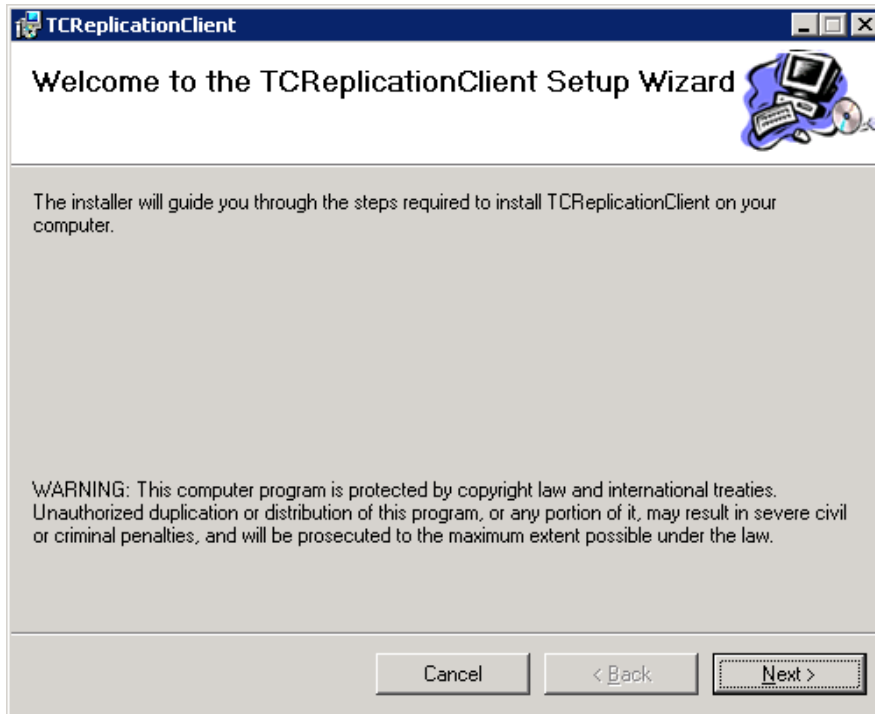 TCReplicationClient
Welcome to the TCReplicationClient Setup Wizard
The installer will guide you through the steps required to install TCReplicationClient on your
computer.
WARNING: This computer program is protected by copyright law and international treaties.
Unauthorized duplication or distribution of this program, or any portion of it, may result in severe civil
or criminal penalties, and will be prosecuted to the maximum extent possible under the law.
Cancel
< Back
Next >